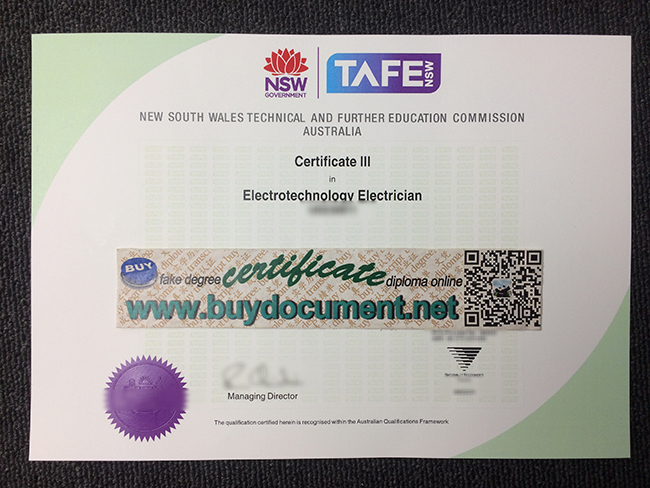 NSW
GOVERNMENT
TAFE NSW
NEW SOUTH WALES TECHNICAL AND FURTHER EDUCATION COMMISSION
AUSTRALIA
Certificate III
in
Electrotechnology Electrician
BUY
fake degree certificate diploma online
www.buydocument.net
Managing Director
The qualification certified herein is recognised within the Australian Qualifications Framework